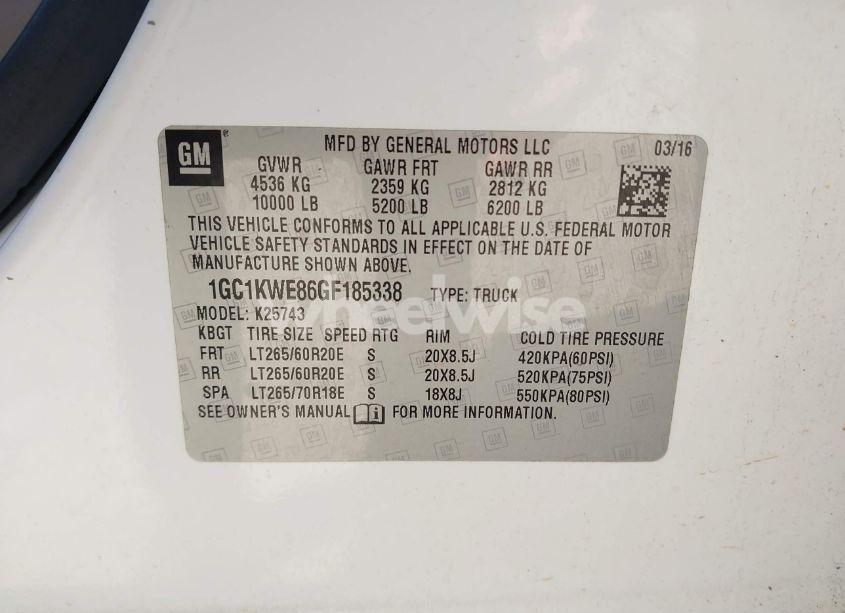 GM
MFD BY GENERAL MOTORS LLC 03/16
GVWR GAWR FRT GAWR RR
4536 KG 2359 KG 2812 KG
10000 LB 5200 LB 6200 LB
THIS VEHICLE CONFORMS TO ALL APPLICABLE U.S. FEDERAL MOTOR
VEHICLE SAFETY STANDARDS IN EFFECT ON THE DATE OF
MANUFACTURE SHOWN ABOVE.
1GC1KWE86GF185338 TYPE: TRUCK
wheelwise
MODEL: K25743
KBGT TIRE SIZE SPEED RTG RIM COLD TIRE PRESSURE
FRT LT265/60R20E S 20X8.5J 420KPA(60PSI)
RR LT265/60R20E S 20X8.5J 520KPA(75PSI)
SPA LT265/70R18E S 18X8J 550KPA(80PSI)
SEE OWNER'S MANUAL FOR MORE INFORMATION.